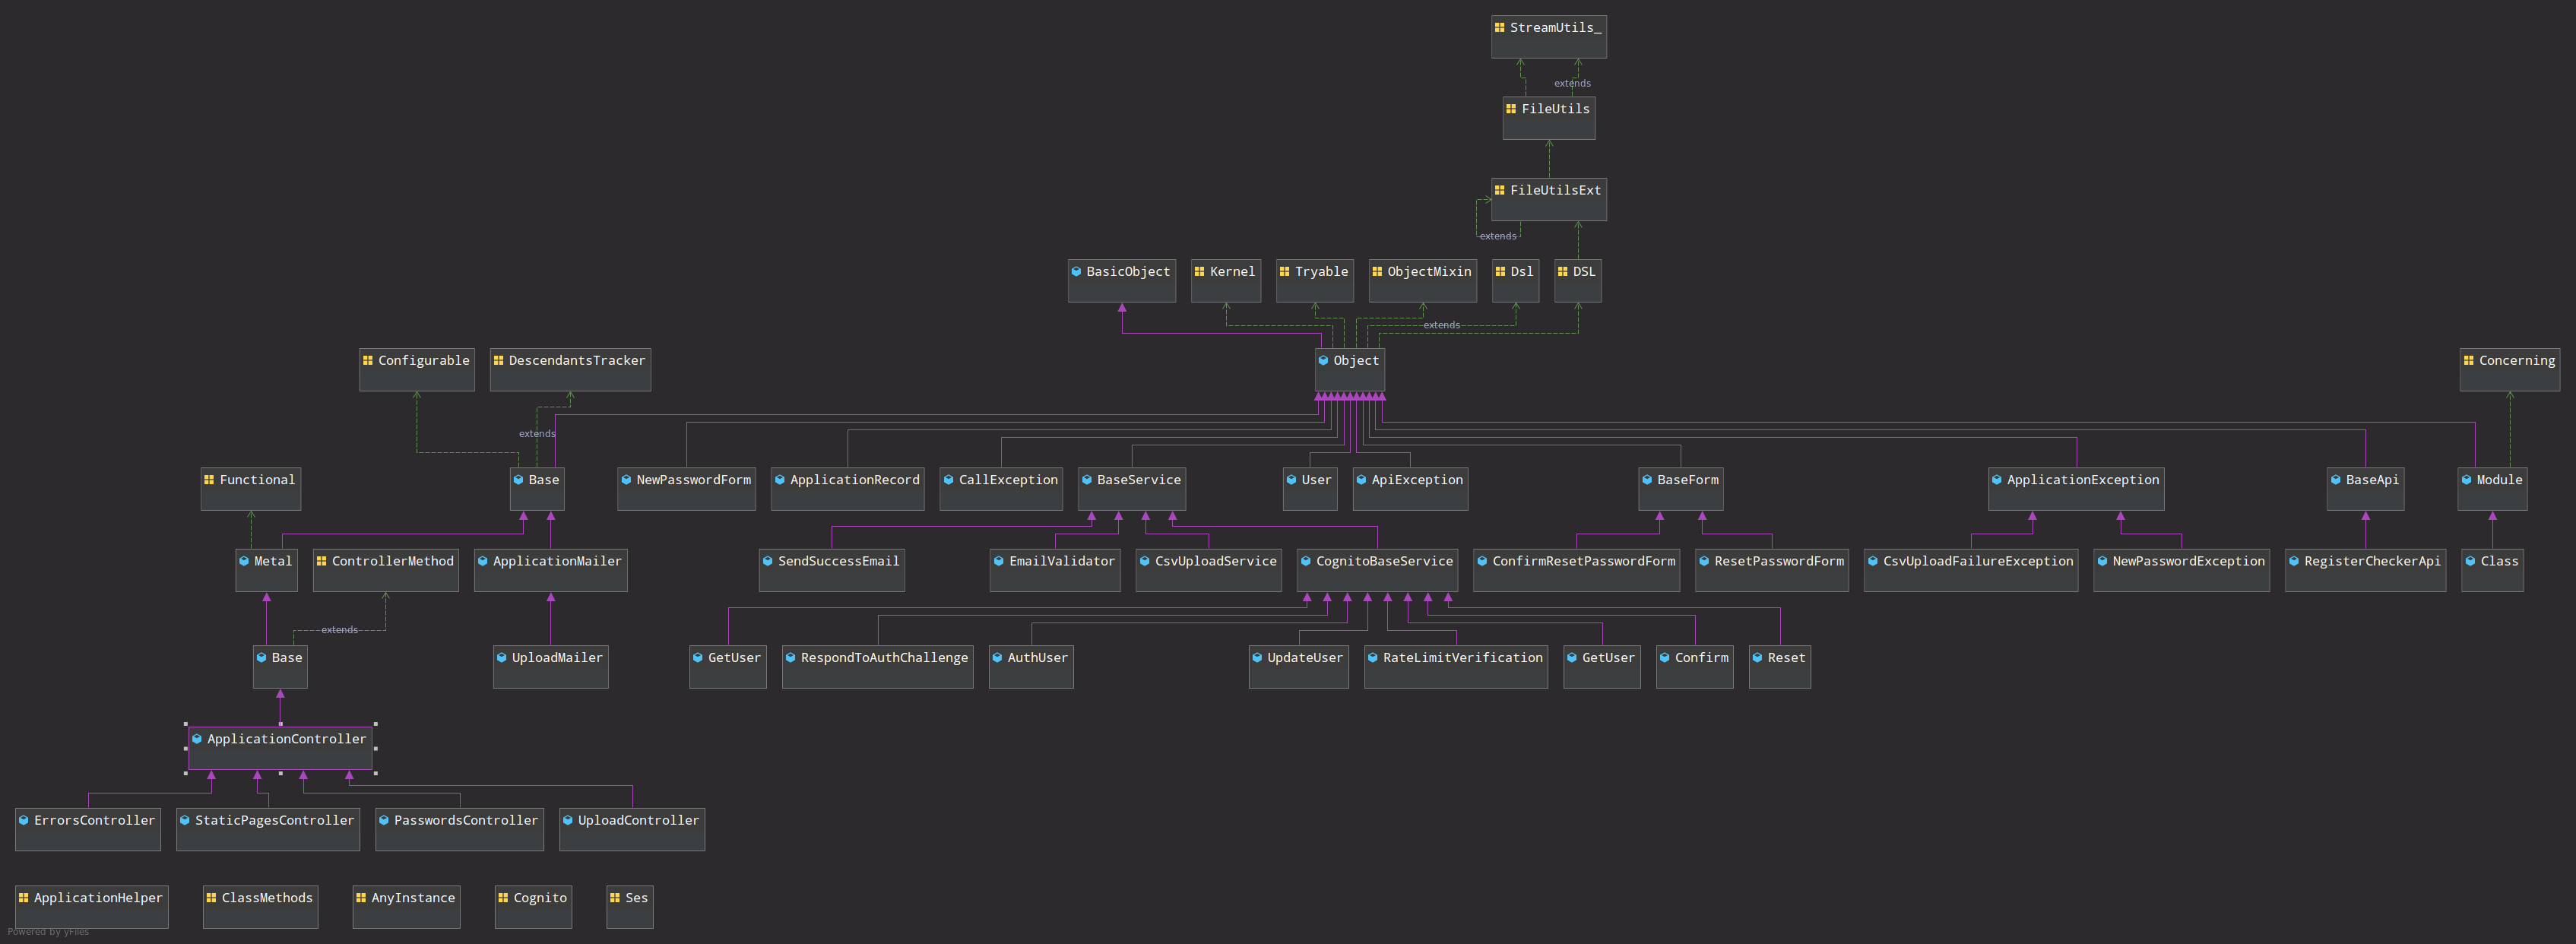 StreamUtils_
extends
FileUtils
FileUtilsExt
extends
BasicObject
Kernel
Tryable
ObjectMixin
Dsl
DSL
extends
Configurable
DescendantsTracker
Object
Concerning
extends
Functional
Base
NewPasswordForm
ApplicationRecord
CallException
BaseService
User
ApiException
BaseForm
ApplicationException
BaseApi
Module
Metal
ControllerMethod
ApplicationMailer
SendSuccessEmail
EmailValidator
CsvUploadService
CognitoBaseService
ConfirmResetPasswordForm
ResetPasswordForm
CsvUploadFailureException
NewPasswordException
RegisterCheckerApi
Class
extends
Base
UploadMailer
GetUser
RespondToAuthChallenge
AuthUser
UpdateUser
RateLimitVerification
GetUser
Confirm
Reset
ApplicationController
ErrorsController
StaticPagesController
PasswordsController
UploadController
ApplicationHelper
ClassMethods
AnyInstance
Cognito
Ses
Powered by yFiles